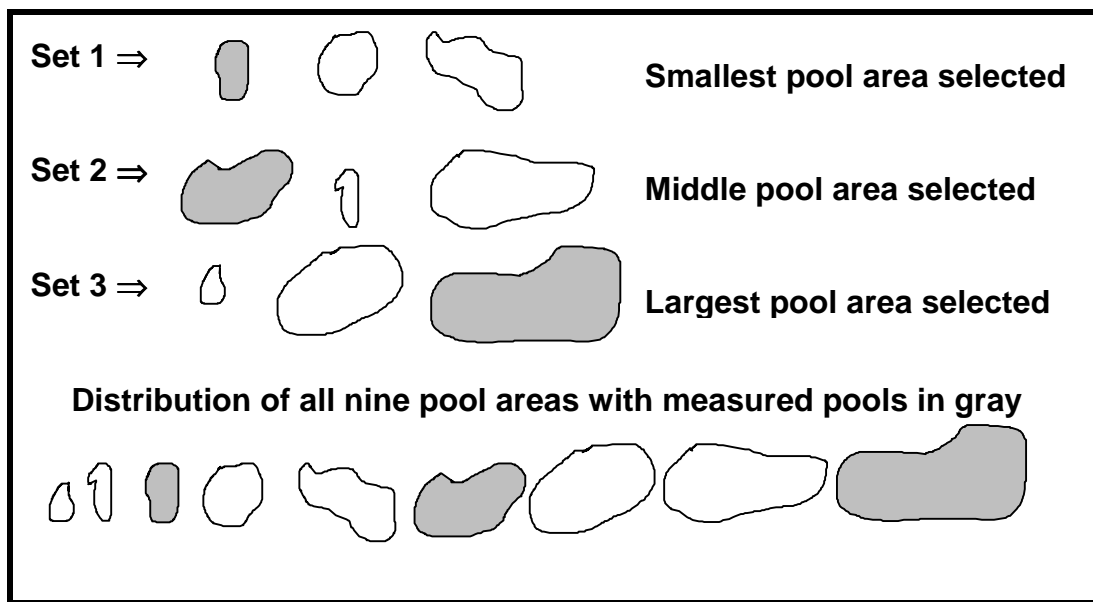 Set 1 ⇒
Smallest pool area selected
Set 2 ⇒
Middle pool area selected
Set 3 ⇒
Largest pool area selected
Distribution of all nine pool areas with measured pools in gray